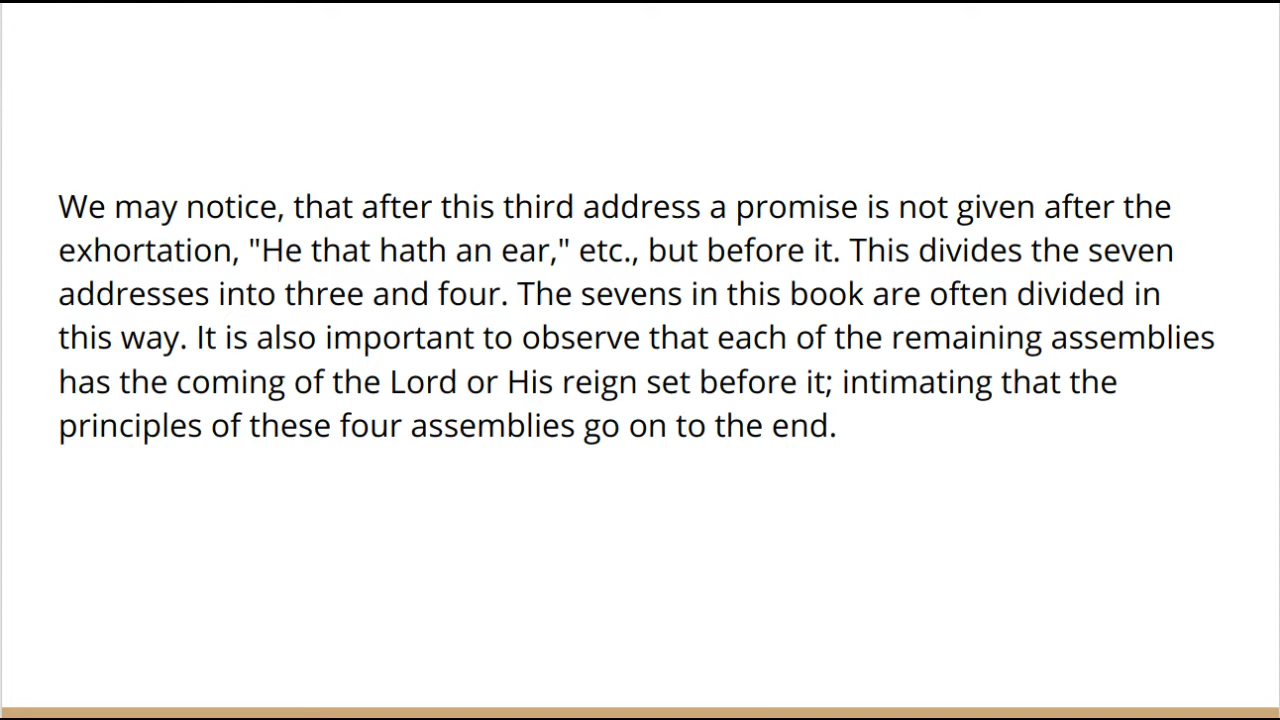 We may notice, that after this third address a promise is not given after the
exhortation, "He that hath an ear," etc., but before it. This divides the seven
addresses into three and four. The sevens in this book are often divided in
this way. It is also important to observe that each of the remaining assemblies
has the coming of the Lord or His reign set before it; intimating that the
principles of these four assemblies go on to the end.